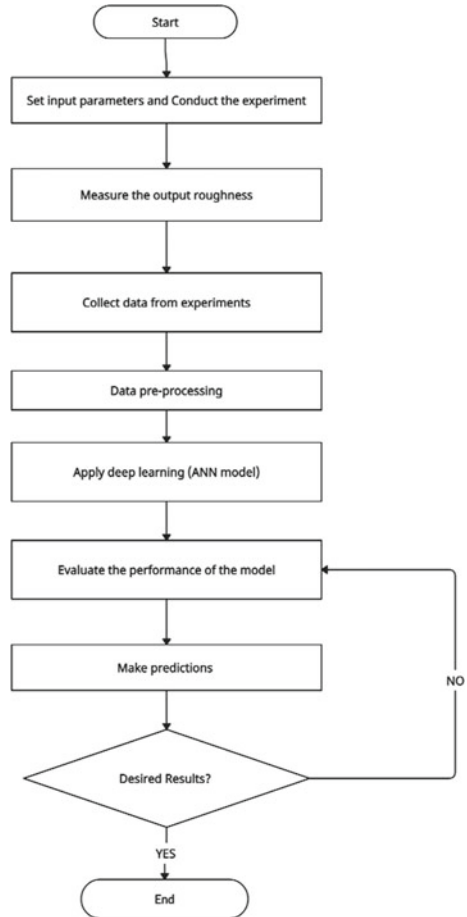 Start
Set input parameters and Conduct the experiment
Measure the output roughness
Collect data from experiments
Data pre-processing
Apply deep learning (ANN model)
Evaluate the performance of the model
Make predictions
NO
Desired Results?
YES
End